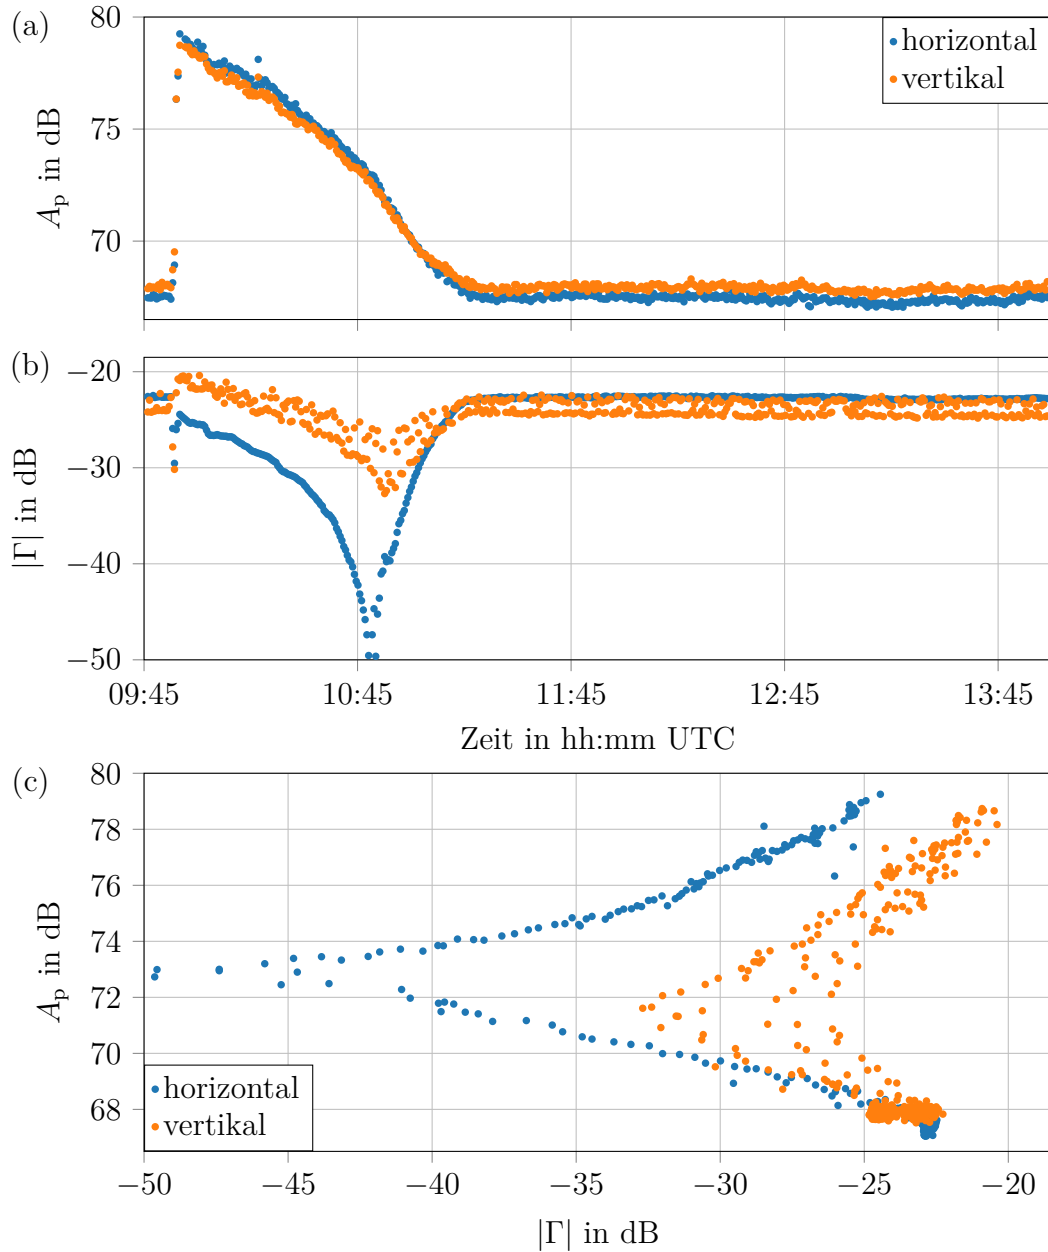 (a)
80
75
70
A_p in dB
horizontal
vertikal
(b)
−20
−30
−40
−50
|Γ| in dB
09:45 10:45 11:45 12:45 13:45
Zeit in hh:mm UTC
(c)
80
78
76
74
72
70
68
A_p in dB
horizontal
vertikal
−50 −45 −40 −35 −30 −25 −20
|Γ| in dB